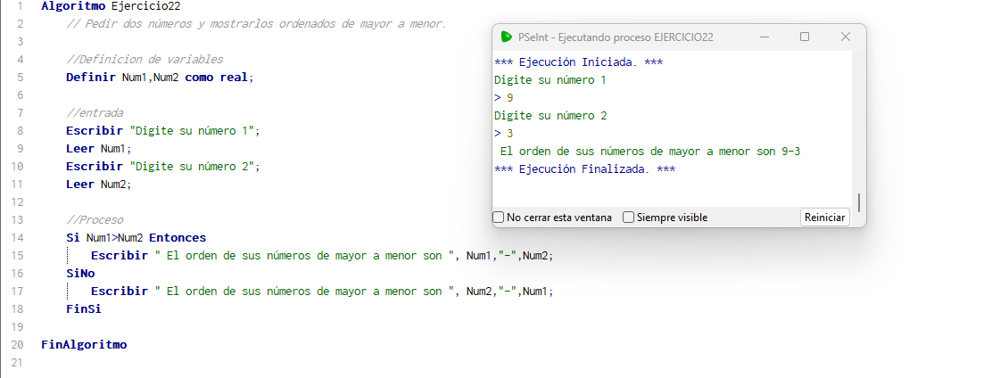 1 Algoritmo Ejercicio22
2 // Pedir dos números y mostrarlos ordenados de mayor a menor.
3
4 //Definicion de variables
5 Definir Num1,Num2 como real;
6
7 //entrada
8 Escribir "Digite su número 1";
9 Leer Num1;
10 Escribir "Digite su número 2";
11 Leer Num2;
12
13 //Proceso
14 Si Num1>Num2 Entonces
15 Escribir " El orden de sus números de mayor a menor son ", Num1,"-",Num2;
16 SiNo
17 Escribir " El orden de sus números de mayor a menor son ", Num2,"-",Num1;
18 FinSi
19
20 FinAlgoritmo
21
PSeInt - Ejecutando proceso EJERCICIO22
*** Ejecución Iniciada. ***
Digite su número 1
> 9
Digite su número 2
> 3
El orden de sus números de mayor a menor son 9-3
*** Ejecución Finalizada. ***
No cerrar esta ventana Siempre visible Reiniciar